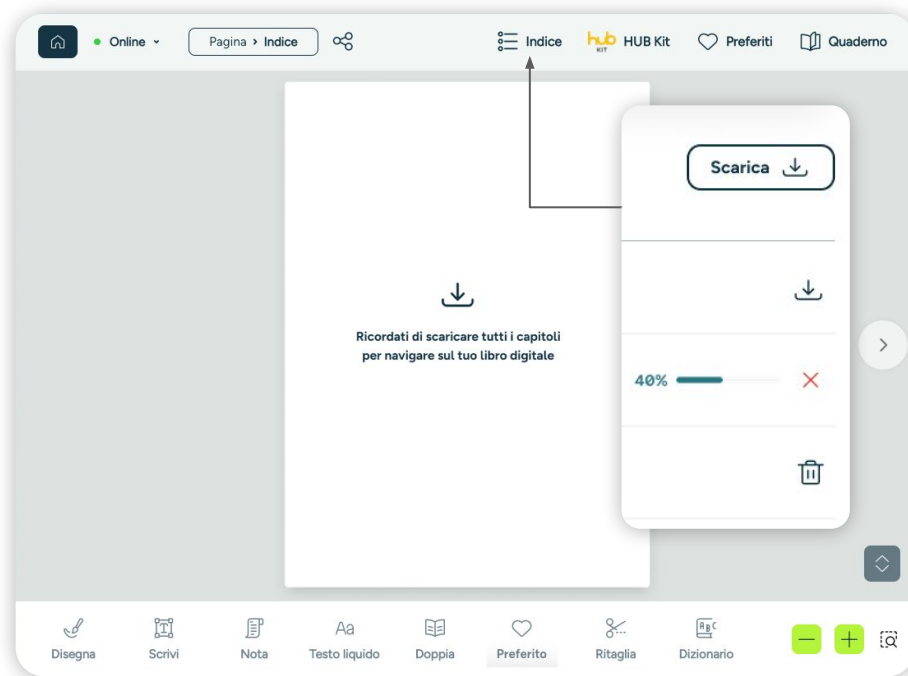 Online
Pagina > Indice
Indice
hub KIT HUB Kit
Preferiti
Quaderno
Scarica
Ricordati di scaricare tutti i capitoli
per navigare sul tuo libro digitale
40%
Disegna
Scrivi
Nota
Aa
Testo liquido
Doppia
Preferito
Ritaglia
ABC
Dizionario